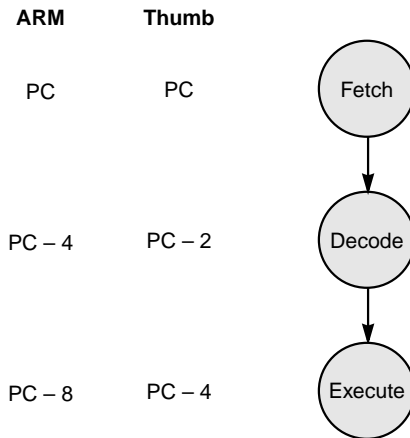 ARM Thumb
PC PC Fetch
PC – 4 PC – 2 Decode
PC – 8 PC – 4 Execute